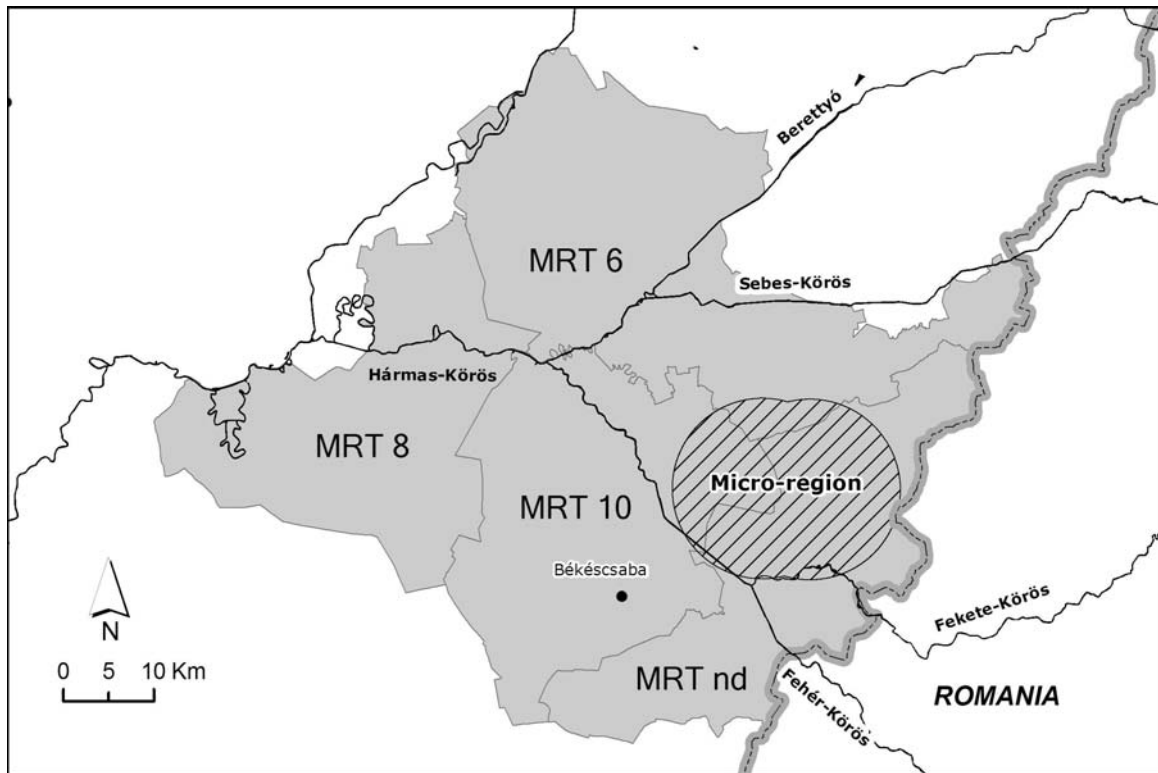 Berettyó
MRT 6
Sebes-Körös
Hármas-Körös
MRT 8
Micro-region
MRT 10
Békéscsaba
N
0 5 10 Km
Fekete-Körös
MRT nd
Fehér-Körös
ROMANIA